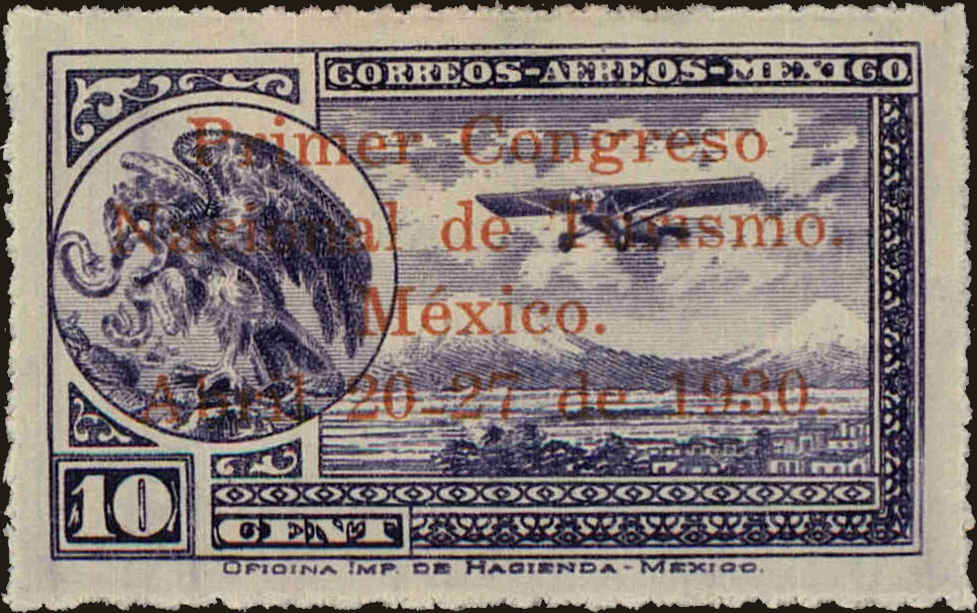 CORREOS-AEREOS-MEXICO
Primer Congreso
Nacional de Turismo.
México.
Abril 20-27 de 1930.
10
CENT
OFICINA IMP. DE HACIENDA-MEXICO.